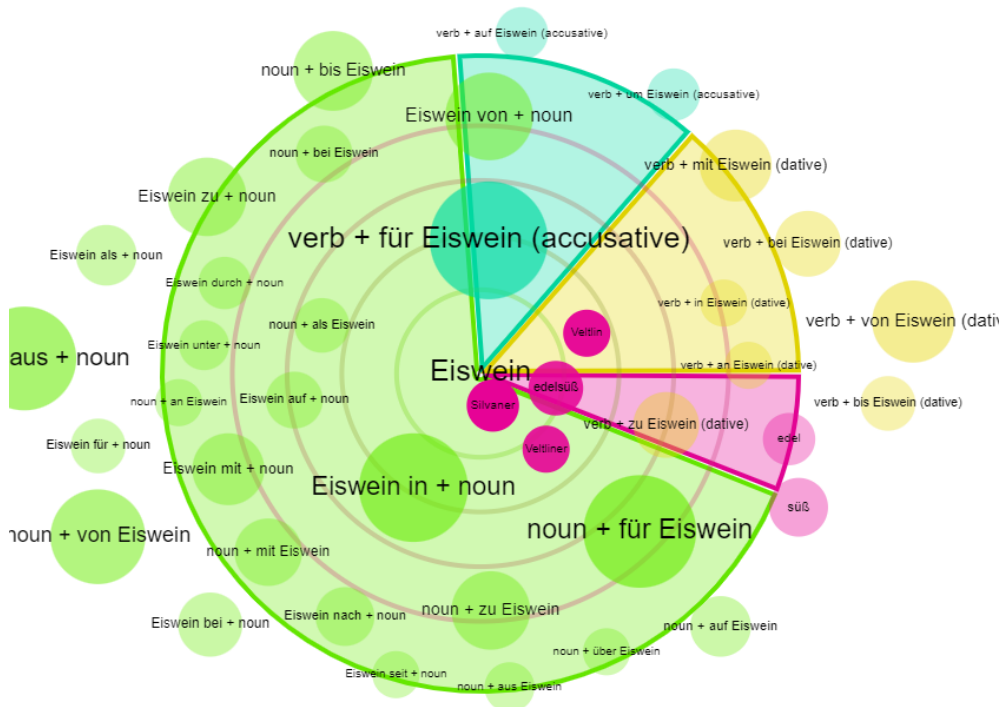 verb + auf Eiswein (accusative)
noun + bis Eiswein
verb + um Eiswein (accusative)
Eiswein von + noun
noun + bei Eiswein
verb + mit Eiswein (dative)
Eiswein zu + noun
verb + für Eiswein (accusative)
verb + bei Eiswein (dative)
Eiswein als + noun
Eiswein durch + noun
verb + in Eiswein (dative)
noun + als Eiswein
verb + von Eiswein (dati
Veltlin
Eiswein unter + noun
aus + noun
verb + an Eiswein (dative)
Eiswein
edelsüß
noun + an Eiswein
Eiswein auf + noun
Silvaner
verb + bis Eiswein (dative)
verb + zu Eiswein (dative)
edel
Eiswein für + noun
Veltliner
Eiswein mit + noun
Eiswein in + noun
süß
noun + von Eiswein
noun + für Eiswein
noun + mit Eiswein
noun + zu Eiswein
Eiswein nach + noun
Eiswein bei + noun
noun + auf Eiswein
noun + über Eiswein
Eiswein seit + noun
noun + aus Eiswein